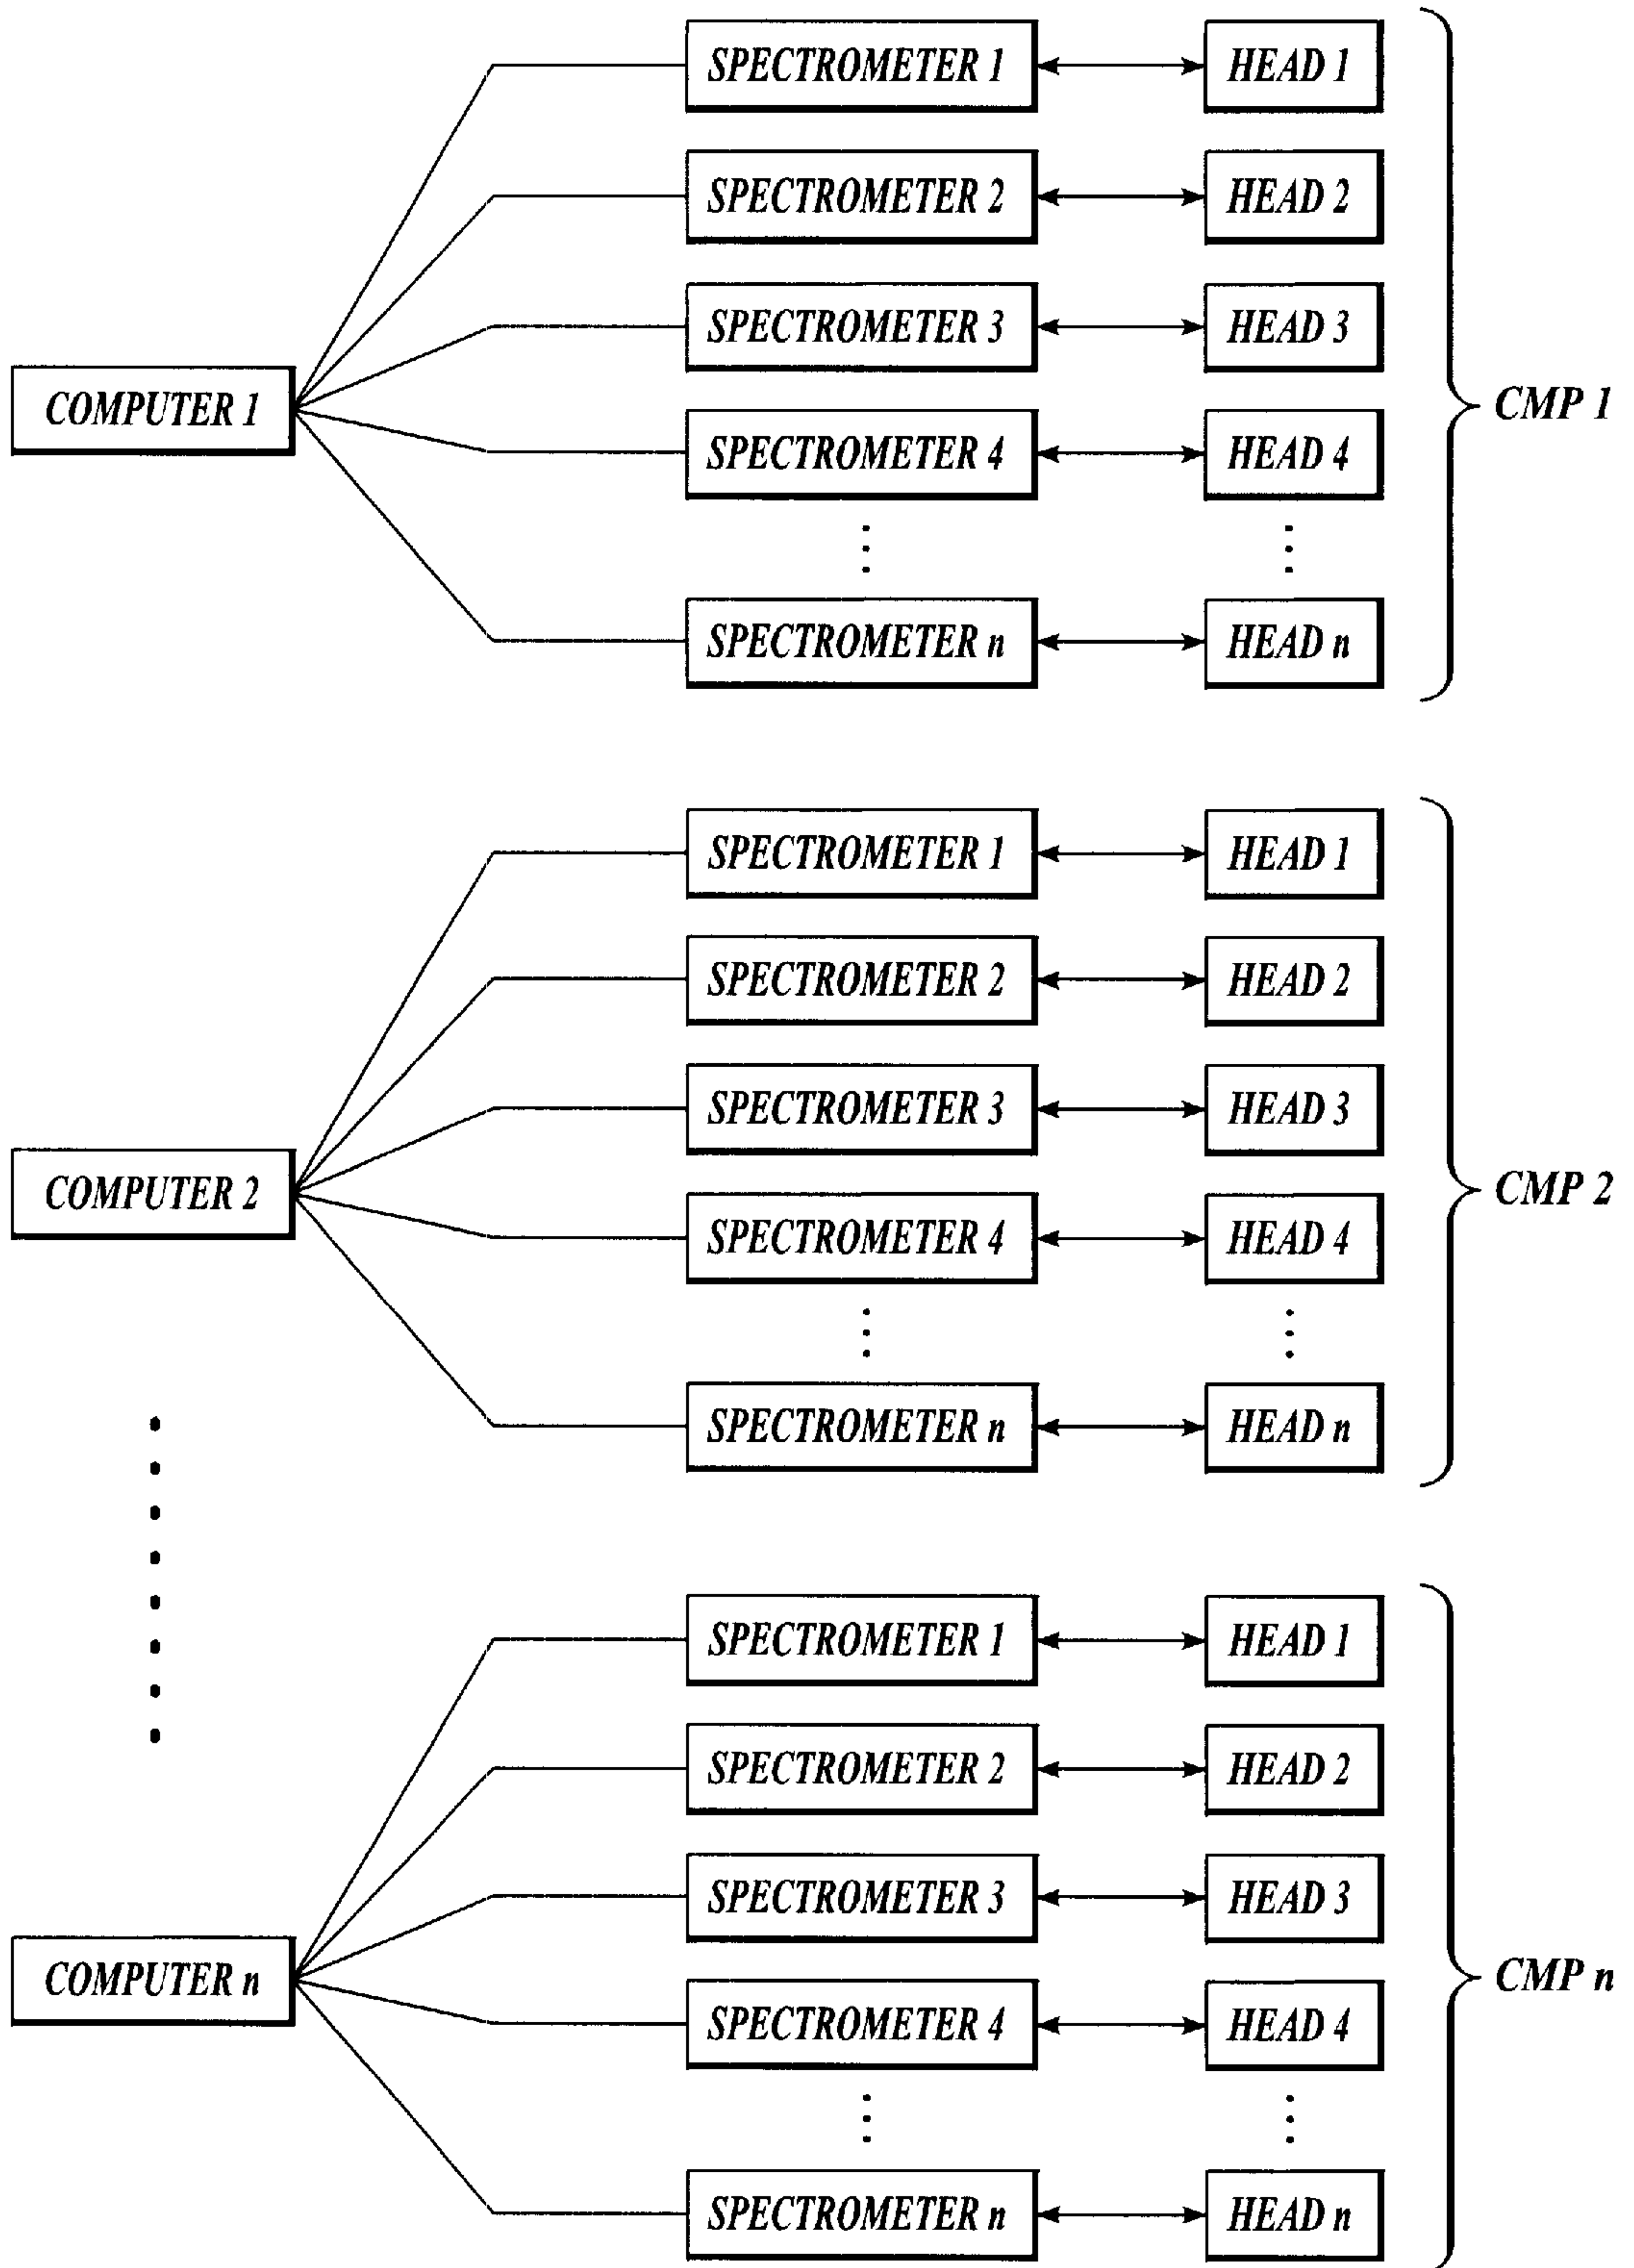 SPECTROMETER 1 HEAD 1
SPECTROMETER 2 HEAD 2
SPECTROMETER 3 HEAD 3
COMPUTER 1 CMP 1
SPECTROMETER 4 HEAD 4
SPECTROMETER n HEAD n
SPECTROMETER 1 HEAD 1
SPECTROMETER 2 HEAD 2
SPECTROMETER 3 HEAD 3
COMPUTER 2 CMP 2
SPECTROMETER 4 HEAD 4
SPECTROMETER n HEAD n
SPECTROMETER 1 HEAD 1
SPECTROMETER 2 HEAD 2
SPECTROMETER 3 HEAD 3
COMPUTER n CMP n
SPECTROMETER 4 HEAD 4
SPECTROMETER n HEAD n